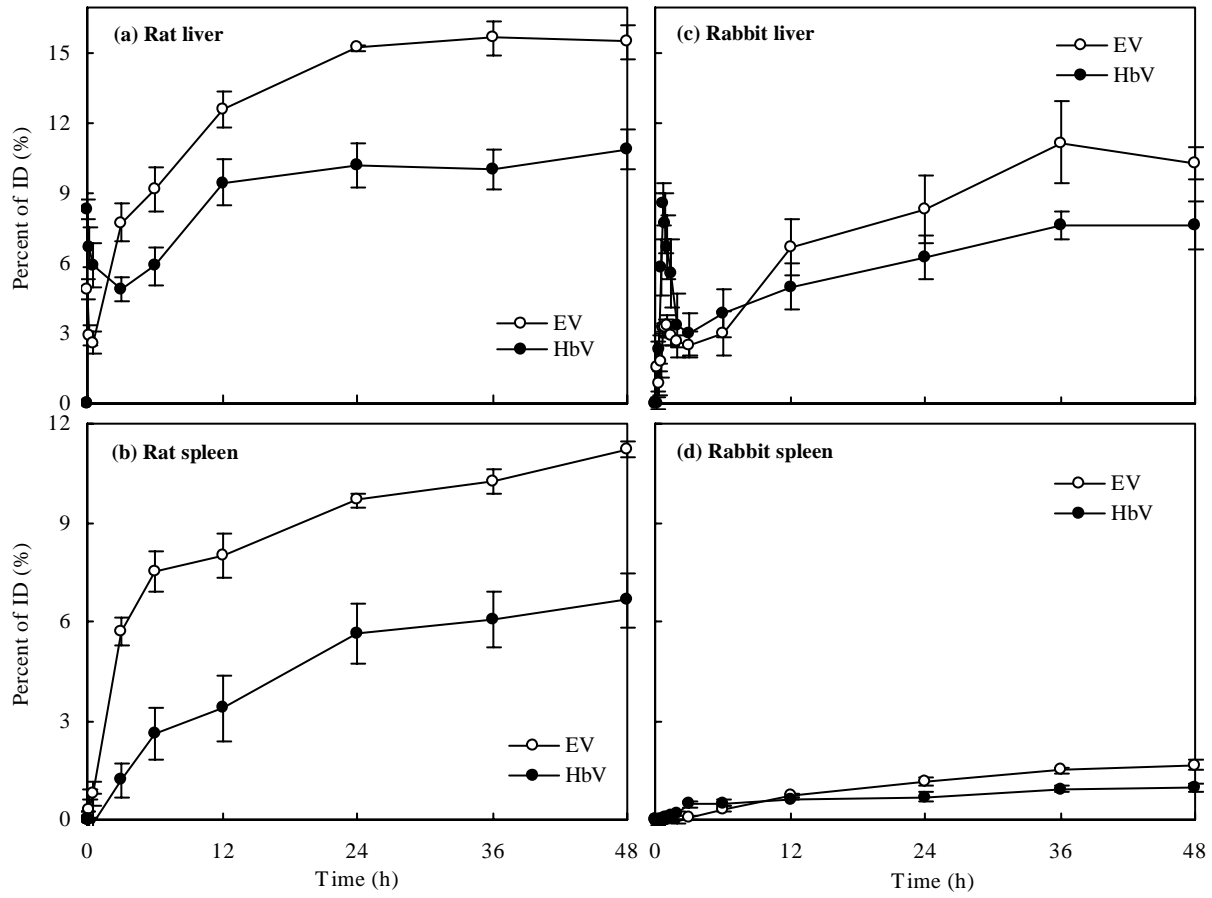 (a) Rat liver
EV
HbV
Percent of ID (%)
15
12
9
6
3
0
(c) Rabbit liver
EV
HbV
(b) Rat spleen
EV
HbV
Percent of ID (%)
12
9
6
3
0
0
12
24
36
48
Time (h)
(d) Rabbit spleen
EV
HbV
0
12
24
36
48
Time (h)